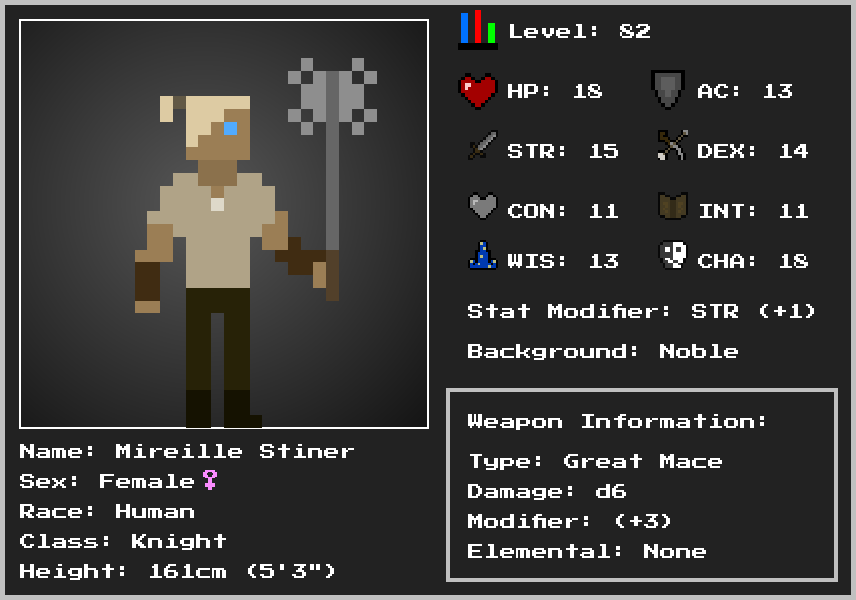 Level: 82
HP: 18
AC: 13
STR: 15
DEX: 14
CON: 11
INT: 11
WIS: 13
CHA: 18
Stat Modifier: STR (+1)
Background: Noble
Weapon Information:
Type: Great Mace
Damage: d6
Modifier: (+3)
Elemental: None
Name: Mireille Stiner
Sex: Female♀
Race: Human
Class: Knight
Height: 161cm (5'3")